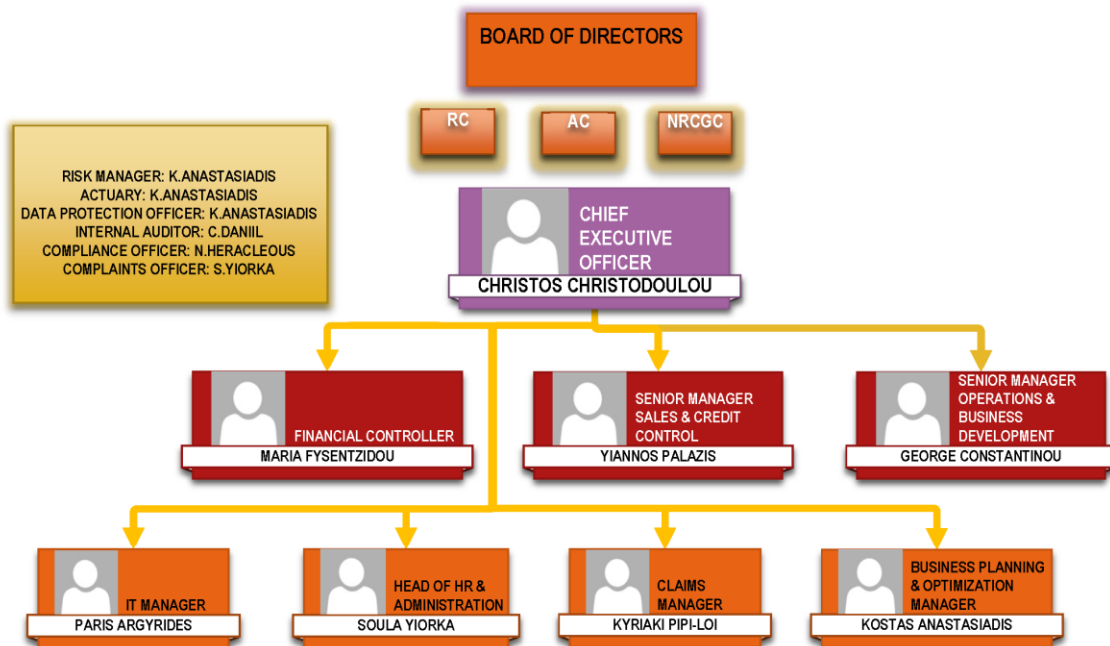 BOARD OF DIRECTORS
RC
AC
NRCGC
RISK MANAGER: K.ANASTASIADIS
ACTUARY: K.ANASTASIADIS
DATA PROTECTION OFFICER: K.ANASTASIADIS
INTERNAL AUDITOR: C.DANIIL
COMPLIANCE OFFICER: N.HERACLEOUS
COMPLAINTS OFFICER: S.YIORKA
CHIEF
EXECUTIVE
OFFICER
CHRISTOS CHRISTODOULOU
FINANCIAL CONTROLLER
MARIA FYSENTZIDOU
SENIOR MANAGER
SALES & CREDIT
CONTROL
YIANNOS PALAZIS
SENIOR MANAGER
OPERATIONS &
BUSINESS
DEVELOPMENT
GEORGE CONSTANTINOU
IT MANAGER
PARIS ARGYRIDES
HEAD OF HR &
ADMINISTRATION
SOULA YIORKA
CLAIMS
MANAGER
KYRIAKI PIPI-LOI
BUSINESS PLANNING
& OPTIMIZATION
MANAGER
KOSTAS ANASTASIADIS